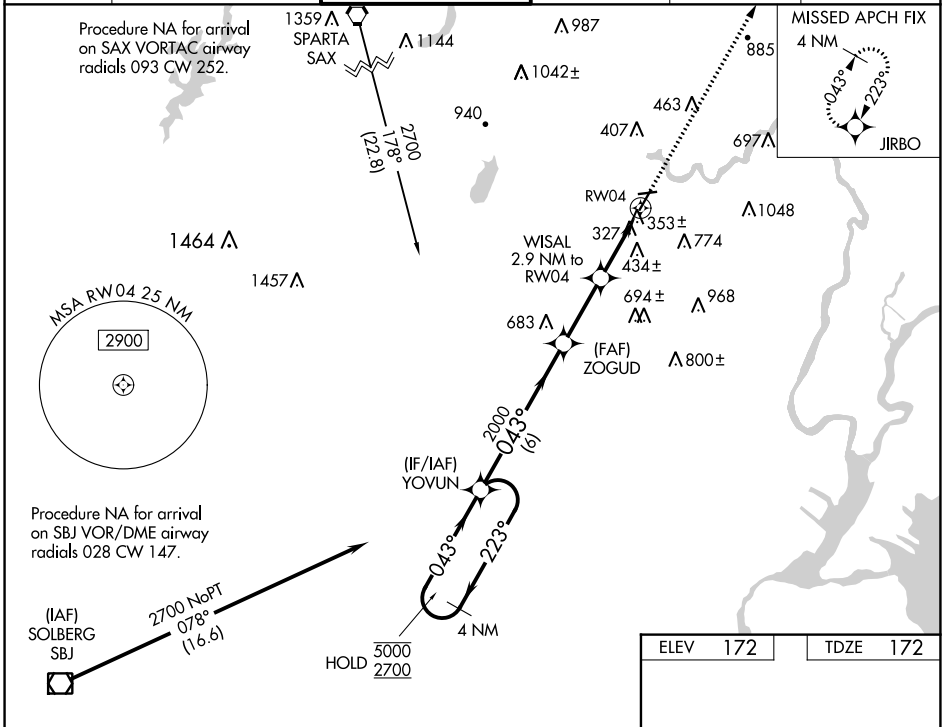 Procedure NA for arrival
on SAX VORTAC airway
radials 093 CW 252.
1359
SPARTA
SAX
1144
987
1042±
885
MISSED APCH FIX
4 NM
043°
223°
JIRBO
940
463
407
697
2700
178°
(22.8)
RW04
353±
1048
327
774
434±
WISAL
2.9 NM to
RW04
1464
1457
694±
968
683
(FAF)
ZOGUD
800±
MSA RW04 25 NM
2900
2000
043°
(6)
(IF/IAF)
YOVUN
043°
223°
4 NM
HOLD
5000
2700
Procedure NA for arrival
on SBJ VOR/DME airway
radials 028 CW 147.
2700 NoPT
078°
(16.6)
(IAF)
SOLBERG
SBJ
ELEV 172
TDZE 172